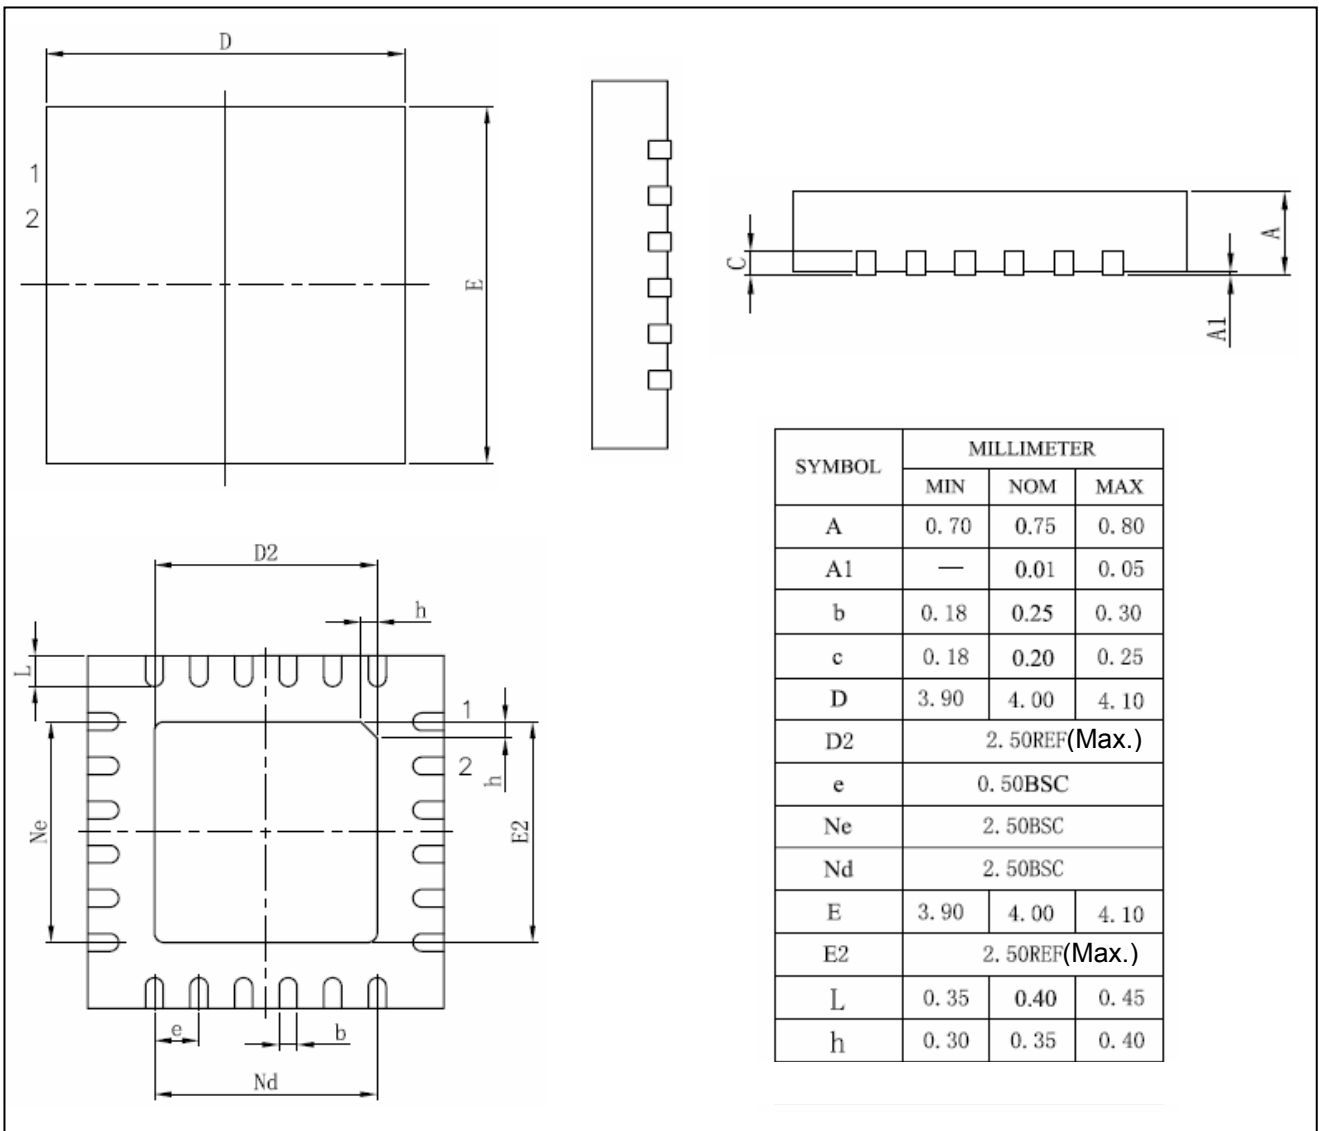 D
1
2
E
C
A
A1
D2
h
L
1
2
h
Ne
E2
e
b
Nd
SYMBOL MILLIMETER
MIN NOM MAX
A 0.70 0.75 0.80
A1 — 0.01 0.05
b 0.18 0.25 0.30
c 0.18 0.20 0.25
D 3.90 4.00 4.10
D2 2.50REF(Max.)
e 0.50BSC
Ne 2.50BSC
Nd 2.50BSC
E 3.90 4.00 4.10
E2 2.50REF(Max.)
L 0.35 0.40 0.45
h 0.30 0.35 0.40